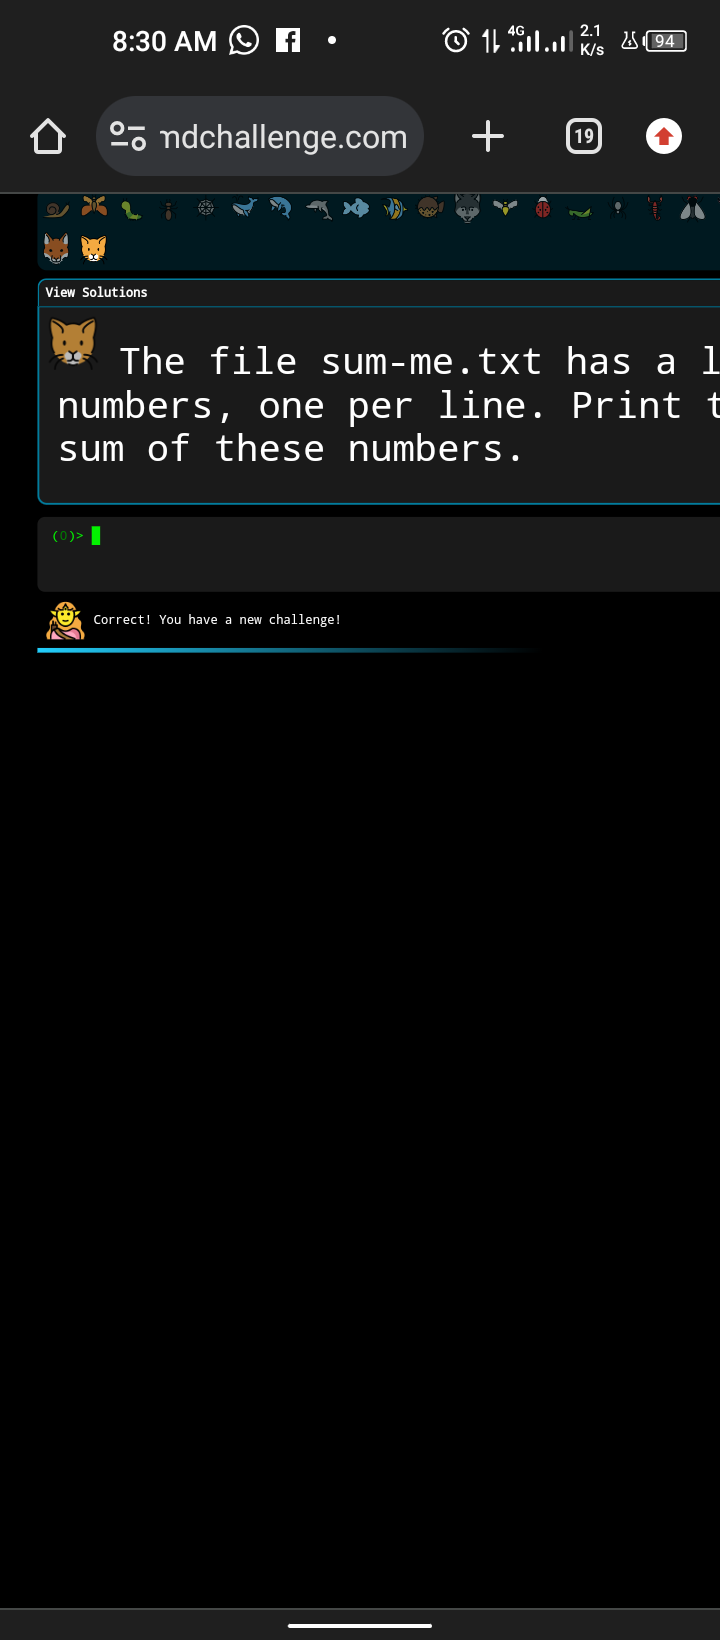 8:30 AM
4G
2.1
K/s
94
mdchallenge.com
19
View Solutions
The file sum-me.txt has a l
numbers, one per line. Print t
sum of these numbers.
(0)>
Correct! You have a new challenge!